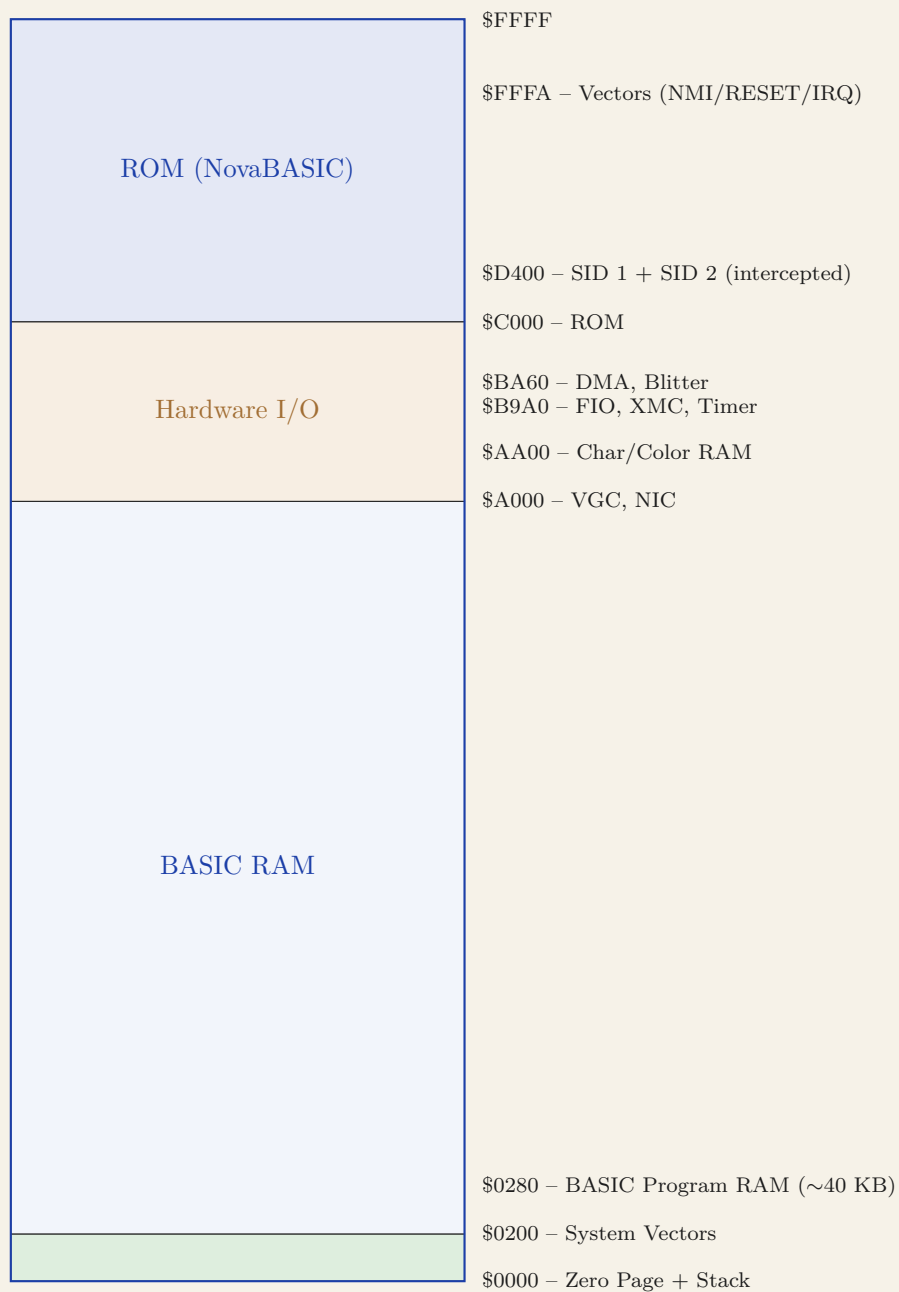 $FFFF
$FFFA – Vectors (NMI/RESET/IRQ)
ROM (NovaBASIC)
$D400 – SID 1 + SID 2 (intercepted)
$C000 – ROM
$BA60 – DMA, Blitter
$B9A0 – FIO, XMC, Timer
Hardware I/O
$AA00 – Char/Color RAM
$A000 – VGC, NIC
BASIC RAM
$0280 – BASIC Program RAM (∼40 KB)
$0200 – System Vectors
$0000 – Zero Page + Stack